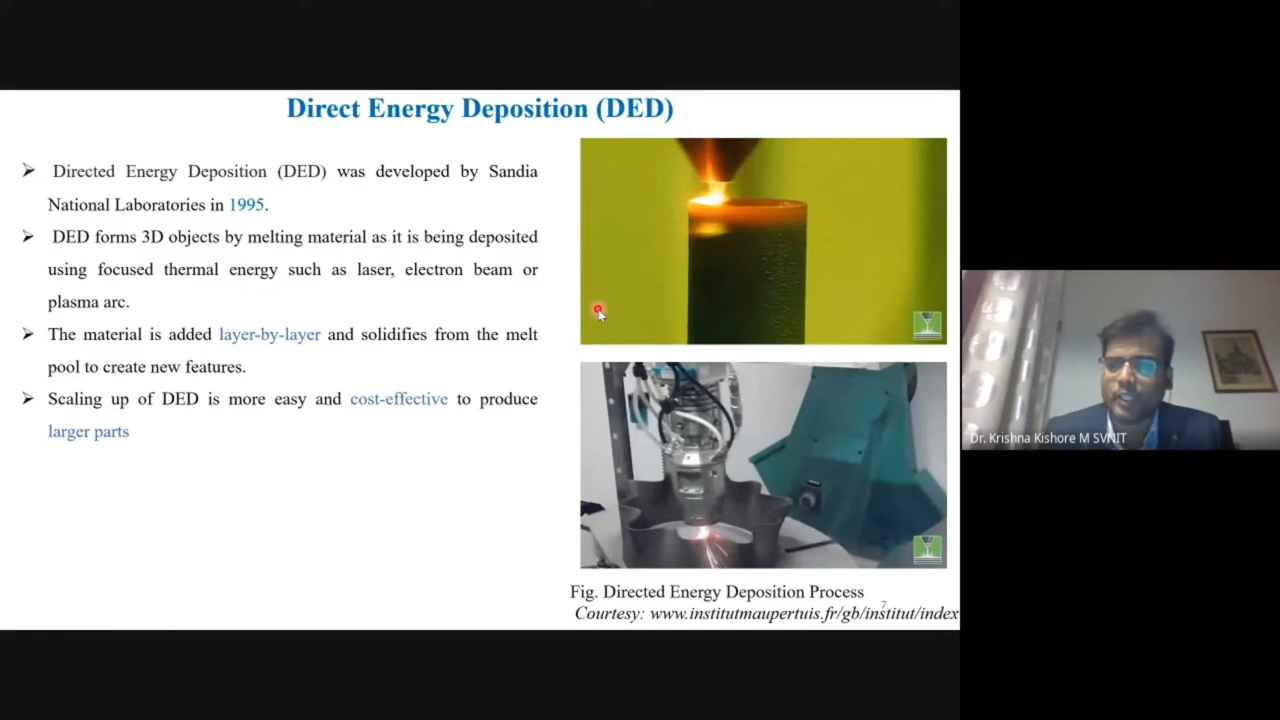 Direct Energy Deposition (DED)
➢ Directed Energy Deposition (DED) was developed by Sandia
National Laboratories in 1995.
➢ DED forms 3D objects by melting material as it is being deposited
using focused thermal energy such as laser, electron beam or
plasma arc.
➢ The material is added layer-by-layer and solidifies from the melt
pool to create new features.
➢ Scaling up of DED is more easy and cost-effective to produce
larger parts
Fig. Directed Energy Deposition Process
7
Courtesy: www.institutmaupertuis.fr/gb/institut/index
Dr. Krishna Kishore M SVNIT